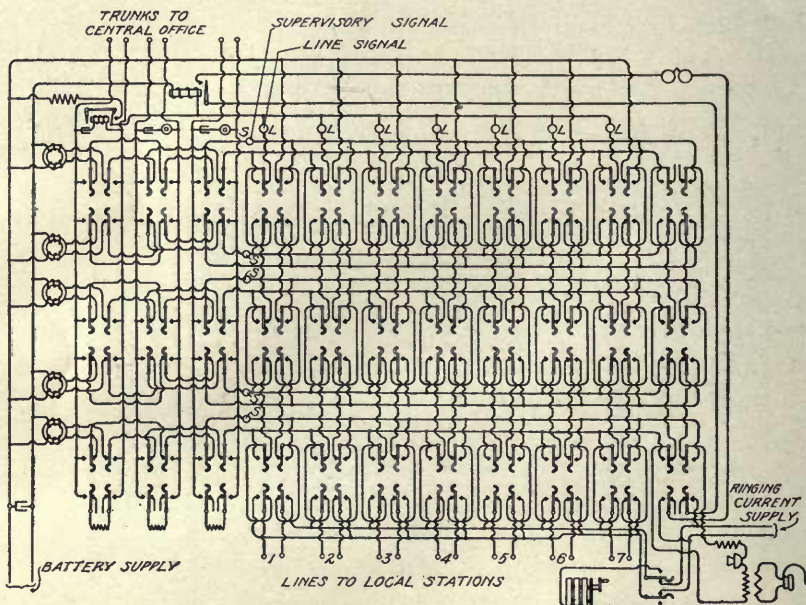 TRUNKS TO
CENTRAL OFFICE
SUPERVISORY SIGNAL
LINE SIGNAL
S L L L L L L L
S
S
S
S
RINGING
CURRENT
SUPPLY
1 2 3 4 5 6 7
BATTERY SUPPLY
LINES TO LOCAL STATIONS